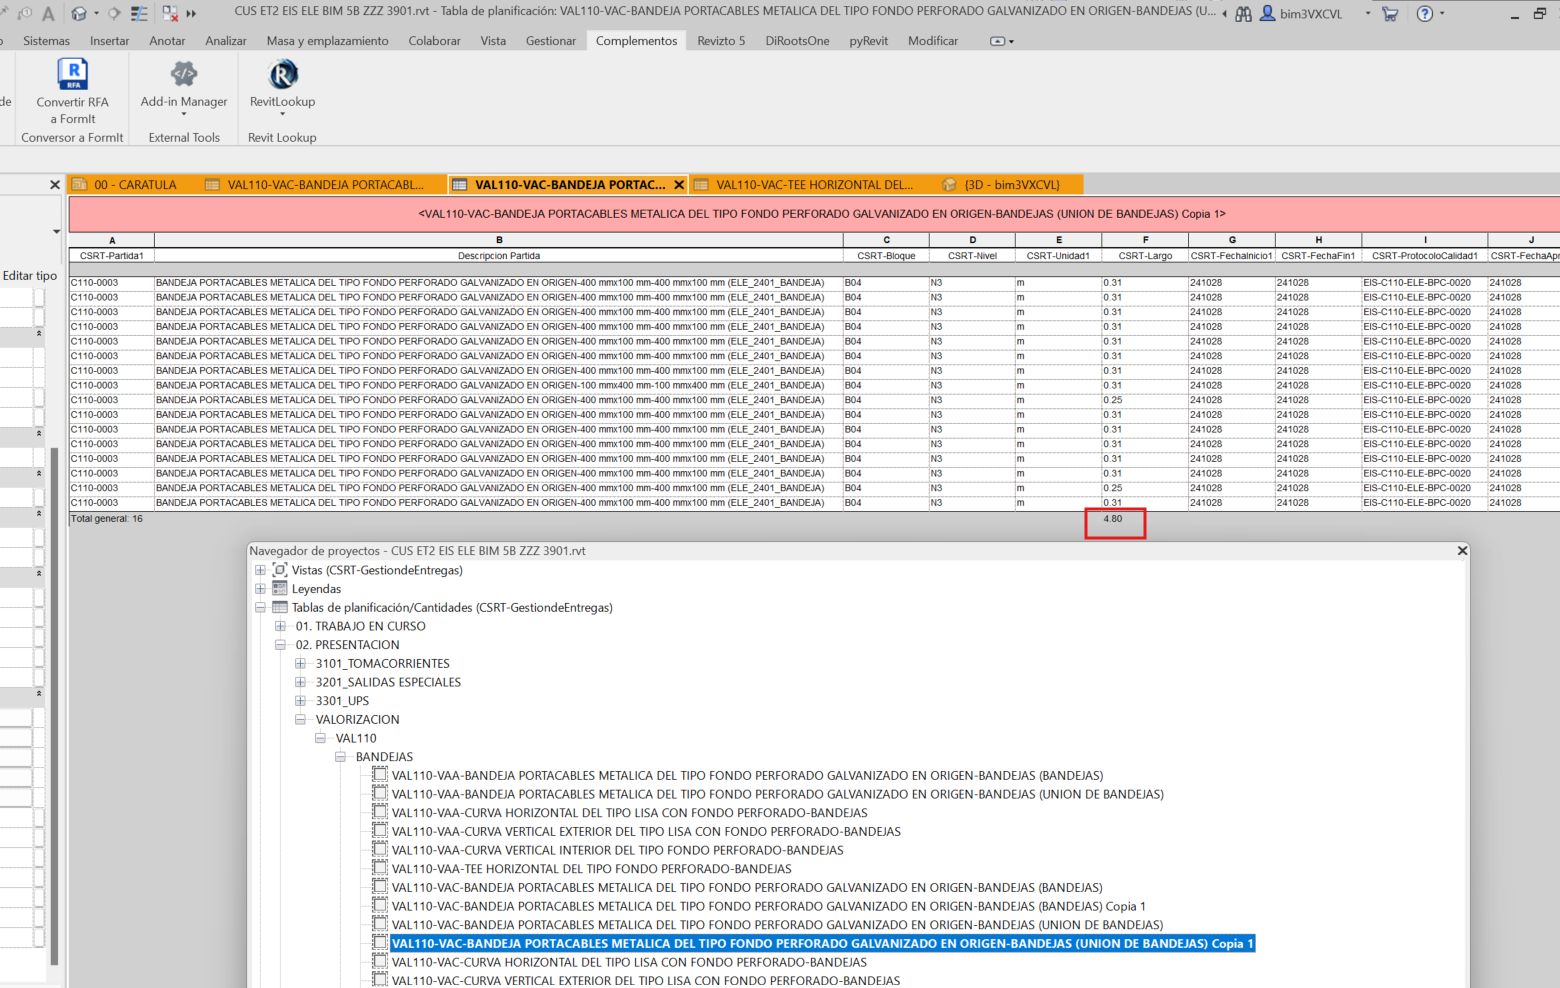 CUS ET2 EIS ELE BIM 5B ZZZ 3901.rvt - Tabla de planificación: VAL110-VAC-BANDEJA PORTACABLES METALICA DEL TIPO FONDO PERFORADO GALVANIZADO EN ORIGEN-BANDEJAS (U... bim3VXCVL
Sistemas Insertar Anotar Analizar Masa y emplazamiento Colaborar Vista Gestionar Complementos Revizto 5 DiRootsOne pyRevit Modificar
de Convertir RFA a FormIt Add-in Manager RevitLookup
Conversor a FormIt External Tools Revit Lookup
00 - CARATULA VAL110-VAC-BANDEJA PORTACABL... VAL110-VAC-BANDEJA PORTAC... VAL110-VAC-TEE HORIZONTAL DEL... {3D - bim3VXCVL}
<VAL110-VAC-BANDEJA PORTACABLES METALICA DEL TIPO FONDO PERFORADO GALVANIZADO EN ORIGEN-BANDEJAS (UNION DE BANDEJAS) Copia 1>
A B C D E F G H I J
CSRT-Partida1 Descripcion Partida CSRT-Bloque CSRT-Nivel CSRT-Unidad1 CSRT-Largo CSRT-FechaInicio1 CSRT-FechaFin1 CSRT-ProtocoloCalidad1 CSRT-FechaApr
Editar tipo
C110-0003 BANDEJA PORTACABLES METALICA DEL TIPO FONDO PERFORADO GALVANIZADO EN ORIGEN-400 mmx100 mm-400 mmx100 mm (ELE_2401_BANDEJA) B04 N3 m 0.31 241028 241028 EIS-C110-ELE-BPC-0020 241028
C110-0003 BANDEJA PORTACABLES METALICA DEL TIPO FONDO PERFORADO GALVANIZADO EN ORIGEN-400 mmx100 mm-400 mmx100 mm (ELE_2401_BANDEJA) B04 N3 m 0.31 241028 241028 EIS-C110-ELE-BPC-0020 241028
C110-0003 BANDEJA PORTACABLES METALICA DEL TIPO FONDO PERFORADO GALVANIZADO EN ORIGEN-400 mmx100 mm-400 mmx100 mm (ELE_2401_BANDEJA) B04 N3 m 0.31 241028 241028 EIS-C110-ELE-BPC-0020 241028
C110-0003 BANDEJA PORTACABLES METALICA DEL TIPO FONDO PERFORADO GALVANIZADO EN ORIGEN-400 mmx100 mm-400 mmx100 mm (ELE_2401_BANDEJA) B04 N3 m 0.31 241028 241028 EIS-C110-ELE-BPC-0020 241028
C110-0003 BANDEJA PORTACABLES METALICA DEL TIPO FONDO PERFORADO GALVANIZADO EN ORIGEN-400 mmx100 mm-400 mmx100 mm (ELE_2401_BANDEJA) B04 N3 m 0.31 241028 241028 EIS-C110-ELE-BPC-0020 241028
C110-0003 BANDEJA PORTACABLES METALICA DEL TIPO FONDO PERFORADO GALVANIZADO EN ORIGEN-400 mmx100 mm-400 mmx100 mm (ELE_2401_BANDEJA) B04 N3 m 0.31 241028 241028 EIS-C110-ELE-BPC-0020 241028
C110-0003 BANDEJA PORTACABLES METALICA DEL TIPO FONDO PERFORADO GALVANIZADO EN ORIGEN-400 mmx100 mm-400 mmx100 mm (ELE_2401_BANDEJA) B04 N3 m 0.31 241028 241028 EIS-C110-ELE-BPC-0020 241028
C110-0003 BANDEJA PORTACABLES METALICA DEL TIPO FONDO PERFORADO GALVANIZADO EN ORIGEN-100 mmx400 mm-100 mmx400 mm (ELE_2401_BANDEJA) B04 N3 m 0.31 241028 241028 EIS-C110-ELE-BPC-0020 241028
C110-0003 BANDEJA PORTACABLES METALICA DEL TIPO FONDO PERFORADO GALVANIZADO EN ORIGEN-400 mmx100 mm-400 mmx100 mm (ELE_2401_BANDEJA) B04 N3 m 0.25 241028 241028 EIS-C110-ELE-BPC-0020 241028
C110-0003 BANDEJA PORTACABLES METALICA DEL TIPO FONDO PERFORADO GALVANIZADO EN ORIGEN-400 mmx100 mm-400 mmx100 mm (ELE_2401_BANDEJA) B04 N3 m 0.31 241028 241028 EIS-C110-ELE-BPC-0020 241028
C110-0003 BANDEJA PORTACABLES METALICA DEL TIPO FONDO PERFORADO GALVANIZADO EN ORIGEN-400 mmx100 mm-400 mmx100 mm (ELE_2401_BANDEJA) B04 N3 m 0.31 241028 241028 EIS-C110-ELE-BPC-0020 241028
C110-0003 BANDEJA PORTACABLES METALICA DEL TIPO FONDO PERFORADO GALVANIZADO EN ORIGEN-400 mmx100 mm-400 mmx100 mm (ELE_2401_BANDEJA) B04 N3 m 0.31 241028 241028 EIS-C110-ELE-BPC-0020 241028
C110-0003 BANDEJA PORTACABLES METALICA DEL TIPO FONDO PERFORADO GALVANIZADO EN ORIGEN-400 mmx100 mm-400 mmx100 mm (ELE_2401_BANDEJA) B04 N3 m 0.31 241028 241028 EIS-C110-ELE-BPC-0020 241028
C110-0003 BANDEJA PORTACABLES METALICA DEL TIPO FONDO PERFORADO GALVANIZADO EN ORIGEN-400 mmx100 mm-400 mmx100 mm (ELE_2401_BANDEJA) B04 N3 m 0.31 241028 241028 EIS-C110-ELE-BPC-0020 241028
C110-0003 BANDEJA PORTACABLES METALICA DEL TIPO FONDO PERFORADO GALVANIZADO EN ORIGEN-400 mmx100 mm-400 mmx100 mm (ELE_2401_BANDEJA) B04 N3 m 0.25 241028 241028 EIS-C110-ELE-BPC-0020 241028
C110-0003 BANDEJA PORTACABLES METALICA DEL TIPO FONDO PERFORADO GALVANIZADO EN ORIGEN-400 mmx100 mm-400 mmx100 mm (ELE_2401_BANDEJA) B04 N3 m 0.31 241028 241028 EIS-C110-ELE-BPC-0020 241028
Total general: 16 4.80
Navegador de proyectos - CUS ET2 EIS ELE BIM 5B ZZZ 3901.rvt
Vistas (CSRT-GestiondeEntregas)
Leyendas
Tablas de planificación/Cantidades (CSRT-GestiondeEntregas)
01. TRABAJO EN CURSO
02. PRESENTACION
3101_TOMACORRIENTES
3201_SALIDAS ESPECIALES
3301_UPS
VALORIZACION
VAL110
BANDEJAS
VAL110-VAA-BANDEJA PORTACABLES METALICA DEL TIPO FONDO PERFORADO GALVANIZADO EN ORIGEN-BANDEJAS (BANDEJAS)
VAL110-VAA-BANDEJA PORTACABLES METALICA DEL TIPO FONDO PERFORADO GALVANIZADO EN ORIGEN-BANDEJAS (UNION DE BANDEJAS)
VAL110-VAA-CURVA HORIZONTAL DEL TIPO LISA CON FONDO PERFORADO-BANDEJAS
VAL110-VAA-CURVA VERTICAL EXTERIOR DEL TIPO LISA CON FONDO PERFORADO-BANDEJAS
VAL110-VAA-CURVA VERTICAL INTERIOR DEL TIPO FONDO PERFORADO-BANDEJAS
VAL110-VAA-TEE HORIZONTAL DEL TIPO FONDO PERFORADO-BANDEJAS
VAL110-VAC-BANDEJA PORTACABLES METALICA DEL TIPO FONDO PERFORADO GALVANIZADO EN ORIGEN-BANDEJAS (BANDEJAS)
VAL110-VAC-BANDEJA PORTACABLES METALICA DEL TIPO FONDO PERFORADO GALVANIZADO EN ORIGEN-BANDEJAS (BANDEJAS) Copia 1
VAL110-VAC-BANDEJA PORTACABLES METALICA DEL TIPO FONDO PERFORADO GALVANIZADO EN ORIGEN-BANDEJAS (UNION DE BANDEJAS)
VAL110-VAC-BANDEJA PORTACABLES METALICA DEL TIPO FONDO PERFORADO GALVANIZADO EN ORIGEN-BANDEJAS (UNION DE BANDEJAS) Copia 1
VAL110-VAC-CURVA HORIZONTAL DEL TIPO LISA CON FONDO PERFORADO-BANDEJAS
VAL110-VAC-CURVA VERTICAL EXTERIOR DEL TIPO LISA CON FONDO PERFORADO-BANDEJAS